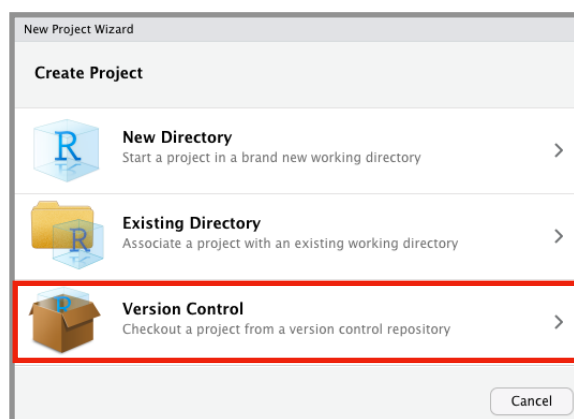 New Project Wizard
Create Project
R
New Directory
Start a project in a brand new working directory
R
Existing Directory
Associate a project with an existing working directory
Version Control
Checkout a project from a version control repository
Cancel